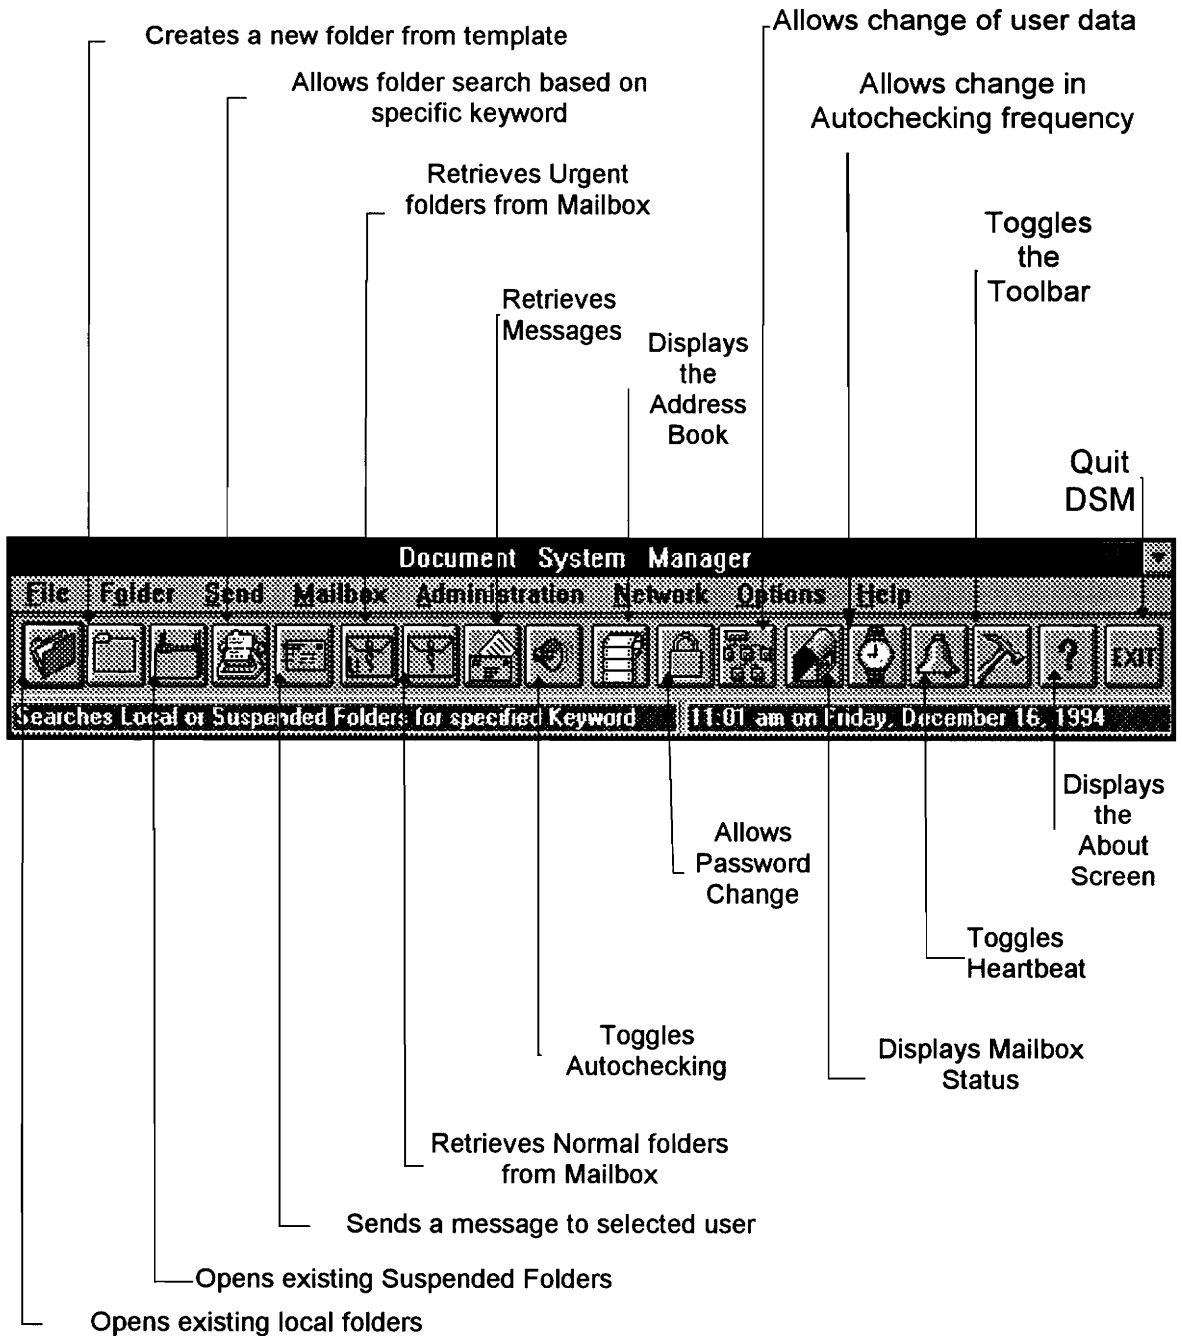 Creates a new folder from template
Allows change of user data
Allows folder search based on
specific keyword
Allows change in
Autochecking frequency
Retrieves Urgent
folders from Mailbox
Toggles
the
Toolbar
Retrieves
Messages
Displays
the
Address
Book
Quit
DSM
Document System Manager
File Folder Send Mailbox Administration Network Options Help
EXIT
Searches Local or Suspended Folders for specified Keyword
11:01 am on Friday, December 16, 1994
Displays
the
About
Screen
Allows
Password
Change
Toggles
Heartbeat
Toggles
Autochecking
Displays Mailbox
Status
Retrieves Normal folders
from Mailbox
Sends a message to selected user
Opens existing Suspended Folders
Opens existing local folders